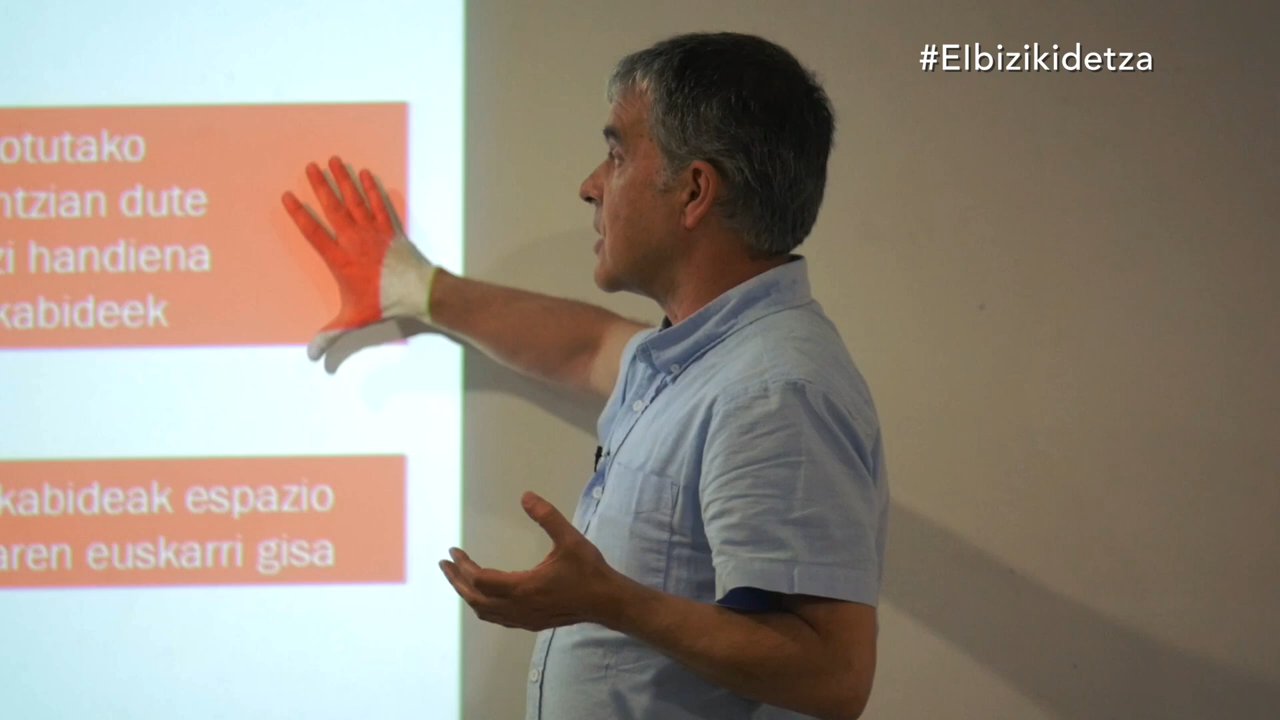 #EIbizikidetza
otutako
ntzian dute
zi handiena
kabideek
kabideak espazio
aren euskarri gisa